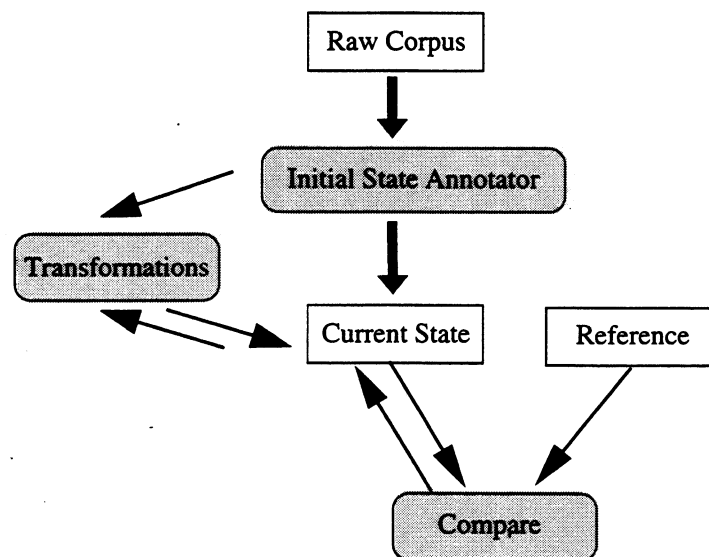 Raw Corpus
Initial State Annotator
Transformations
Current State
Reference
Compare